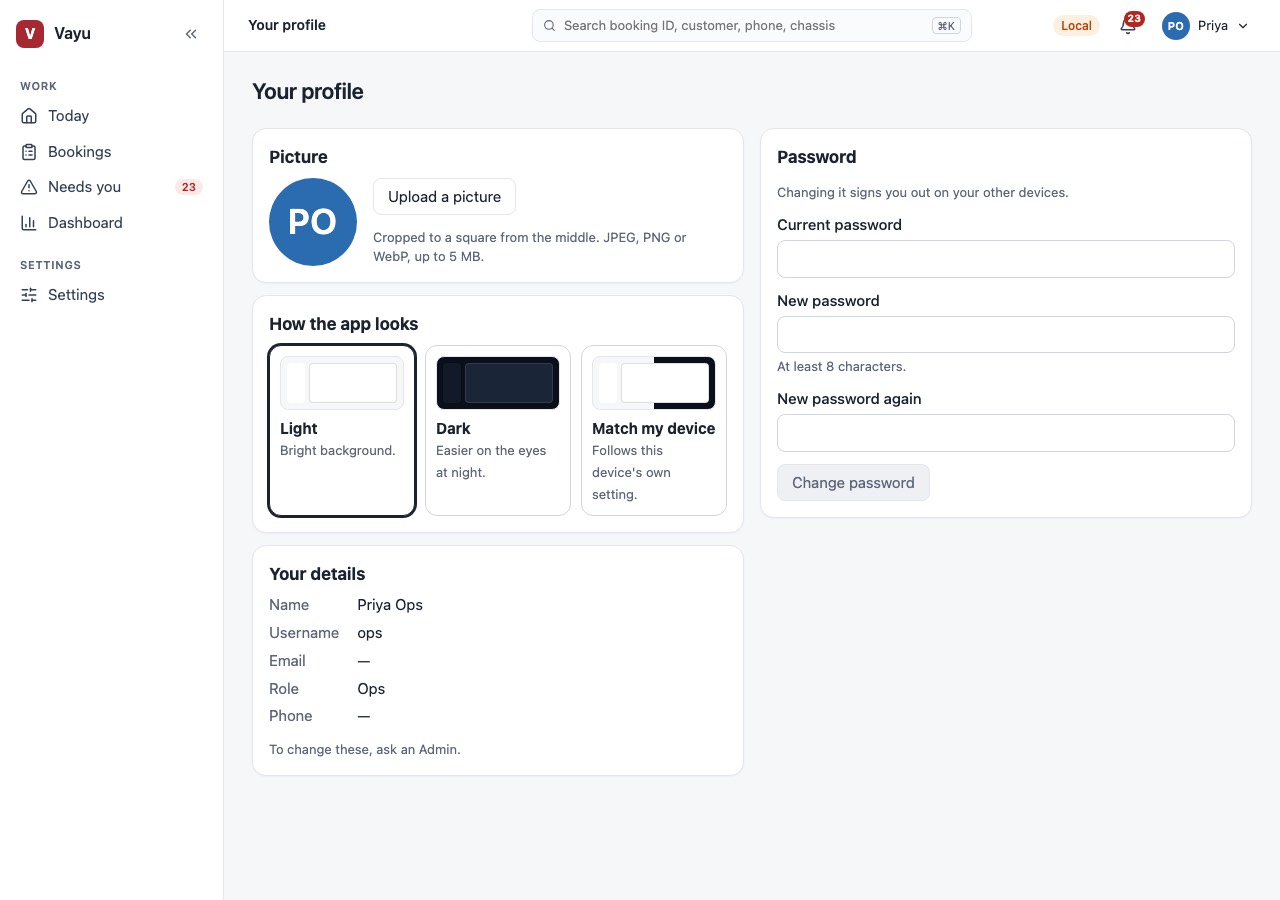 V Vayu
WORK
Today
Bookings
Needs you 23
Dashboard
SETTINGS
Settings
Your profile
Search booking ID, customer, phone, chassis ⌘K
Local
23
PO Priya
Your profile
Picture
PO
Upload a picture
Cropped to a square from the middle. JPEG, PNG or
WebP, up to 5 MB.
How the app looks
Light
Bright background.
Dark
Easier on the eyes
at night.
Match my device
Follows this
device's own
setting.
Your details
Name Priya Ops
Username ops
Email —
Role Ops
Phone —
To change these, ask an Admin.
Password
Changing it signs you out on your other devices.
Current password
New password
At least 8 characters.
New password again
Change password